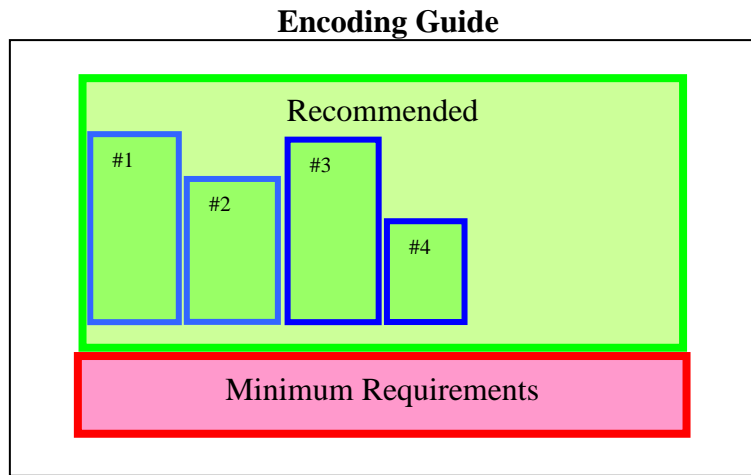 Encoding Guide
Recommended
#1
#3
#2
#4
Minimum Requirements